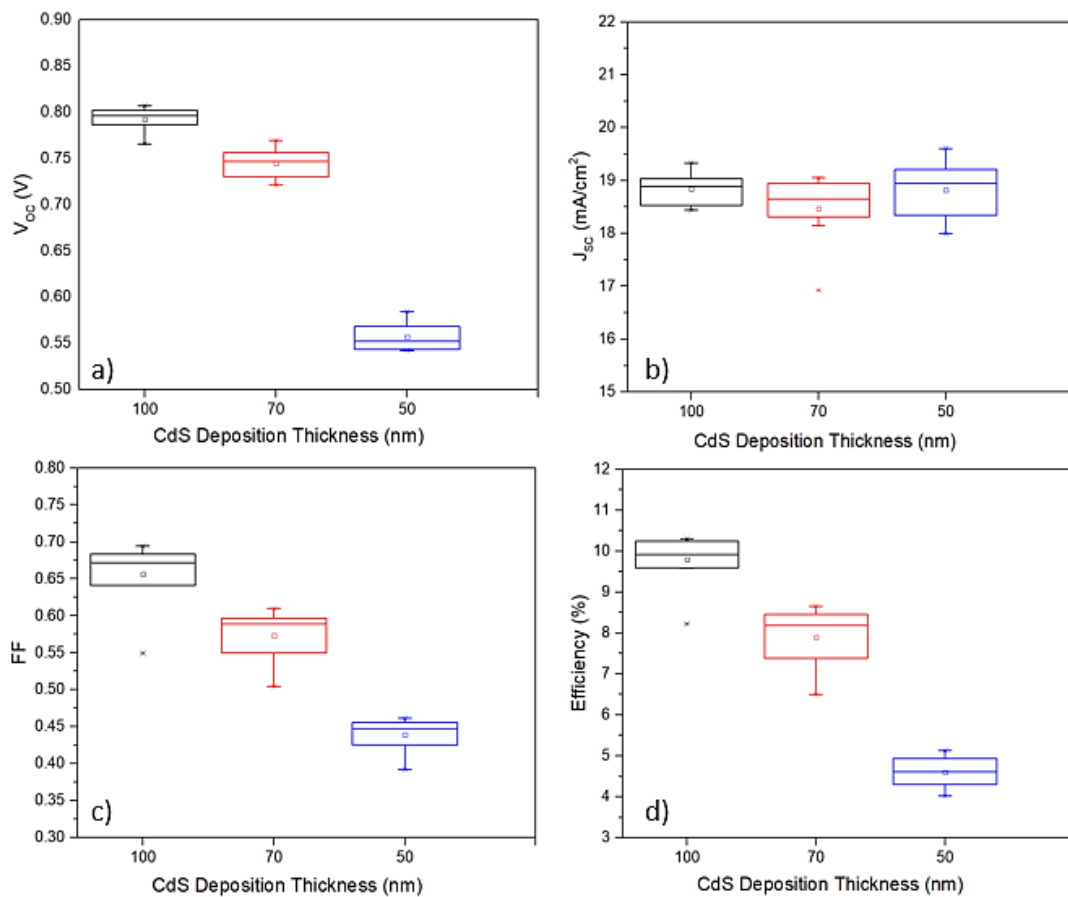 0.90
0.85
0.80
0.75
0.70
0.65
0.60
0.55
0.50
V_OC (V)
a)
100 70 50
CdS Deposition Thickness (nm)
22
21
20
19
18
17
16
15
J_SC (mA/cm²)
b)
100 70 50
CdS Deposition Thickness (nm)
0.80
0.75
0.70
0.65
0.60
0.55
0.50
0.45
0.40
0.35
0.30
FF
c)
100 70 50
CdS Deposition Thickness (nm)
12
11
10
9
8
7
6
5
4
3
Efficiency (%)
d)
100 70 50
CdS Deposition Thickness (nm)